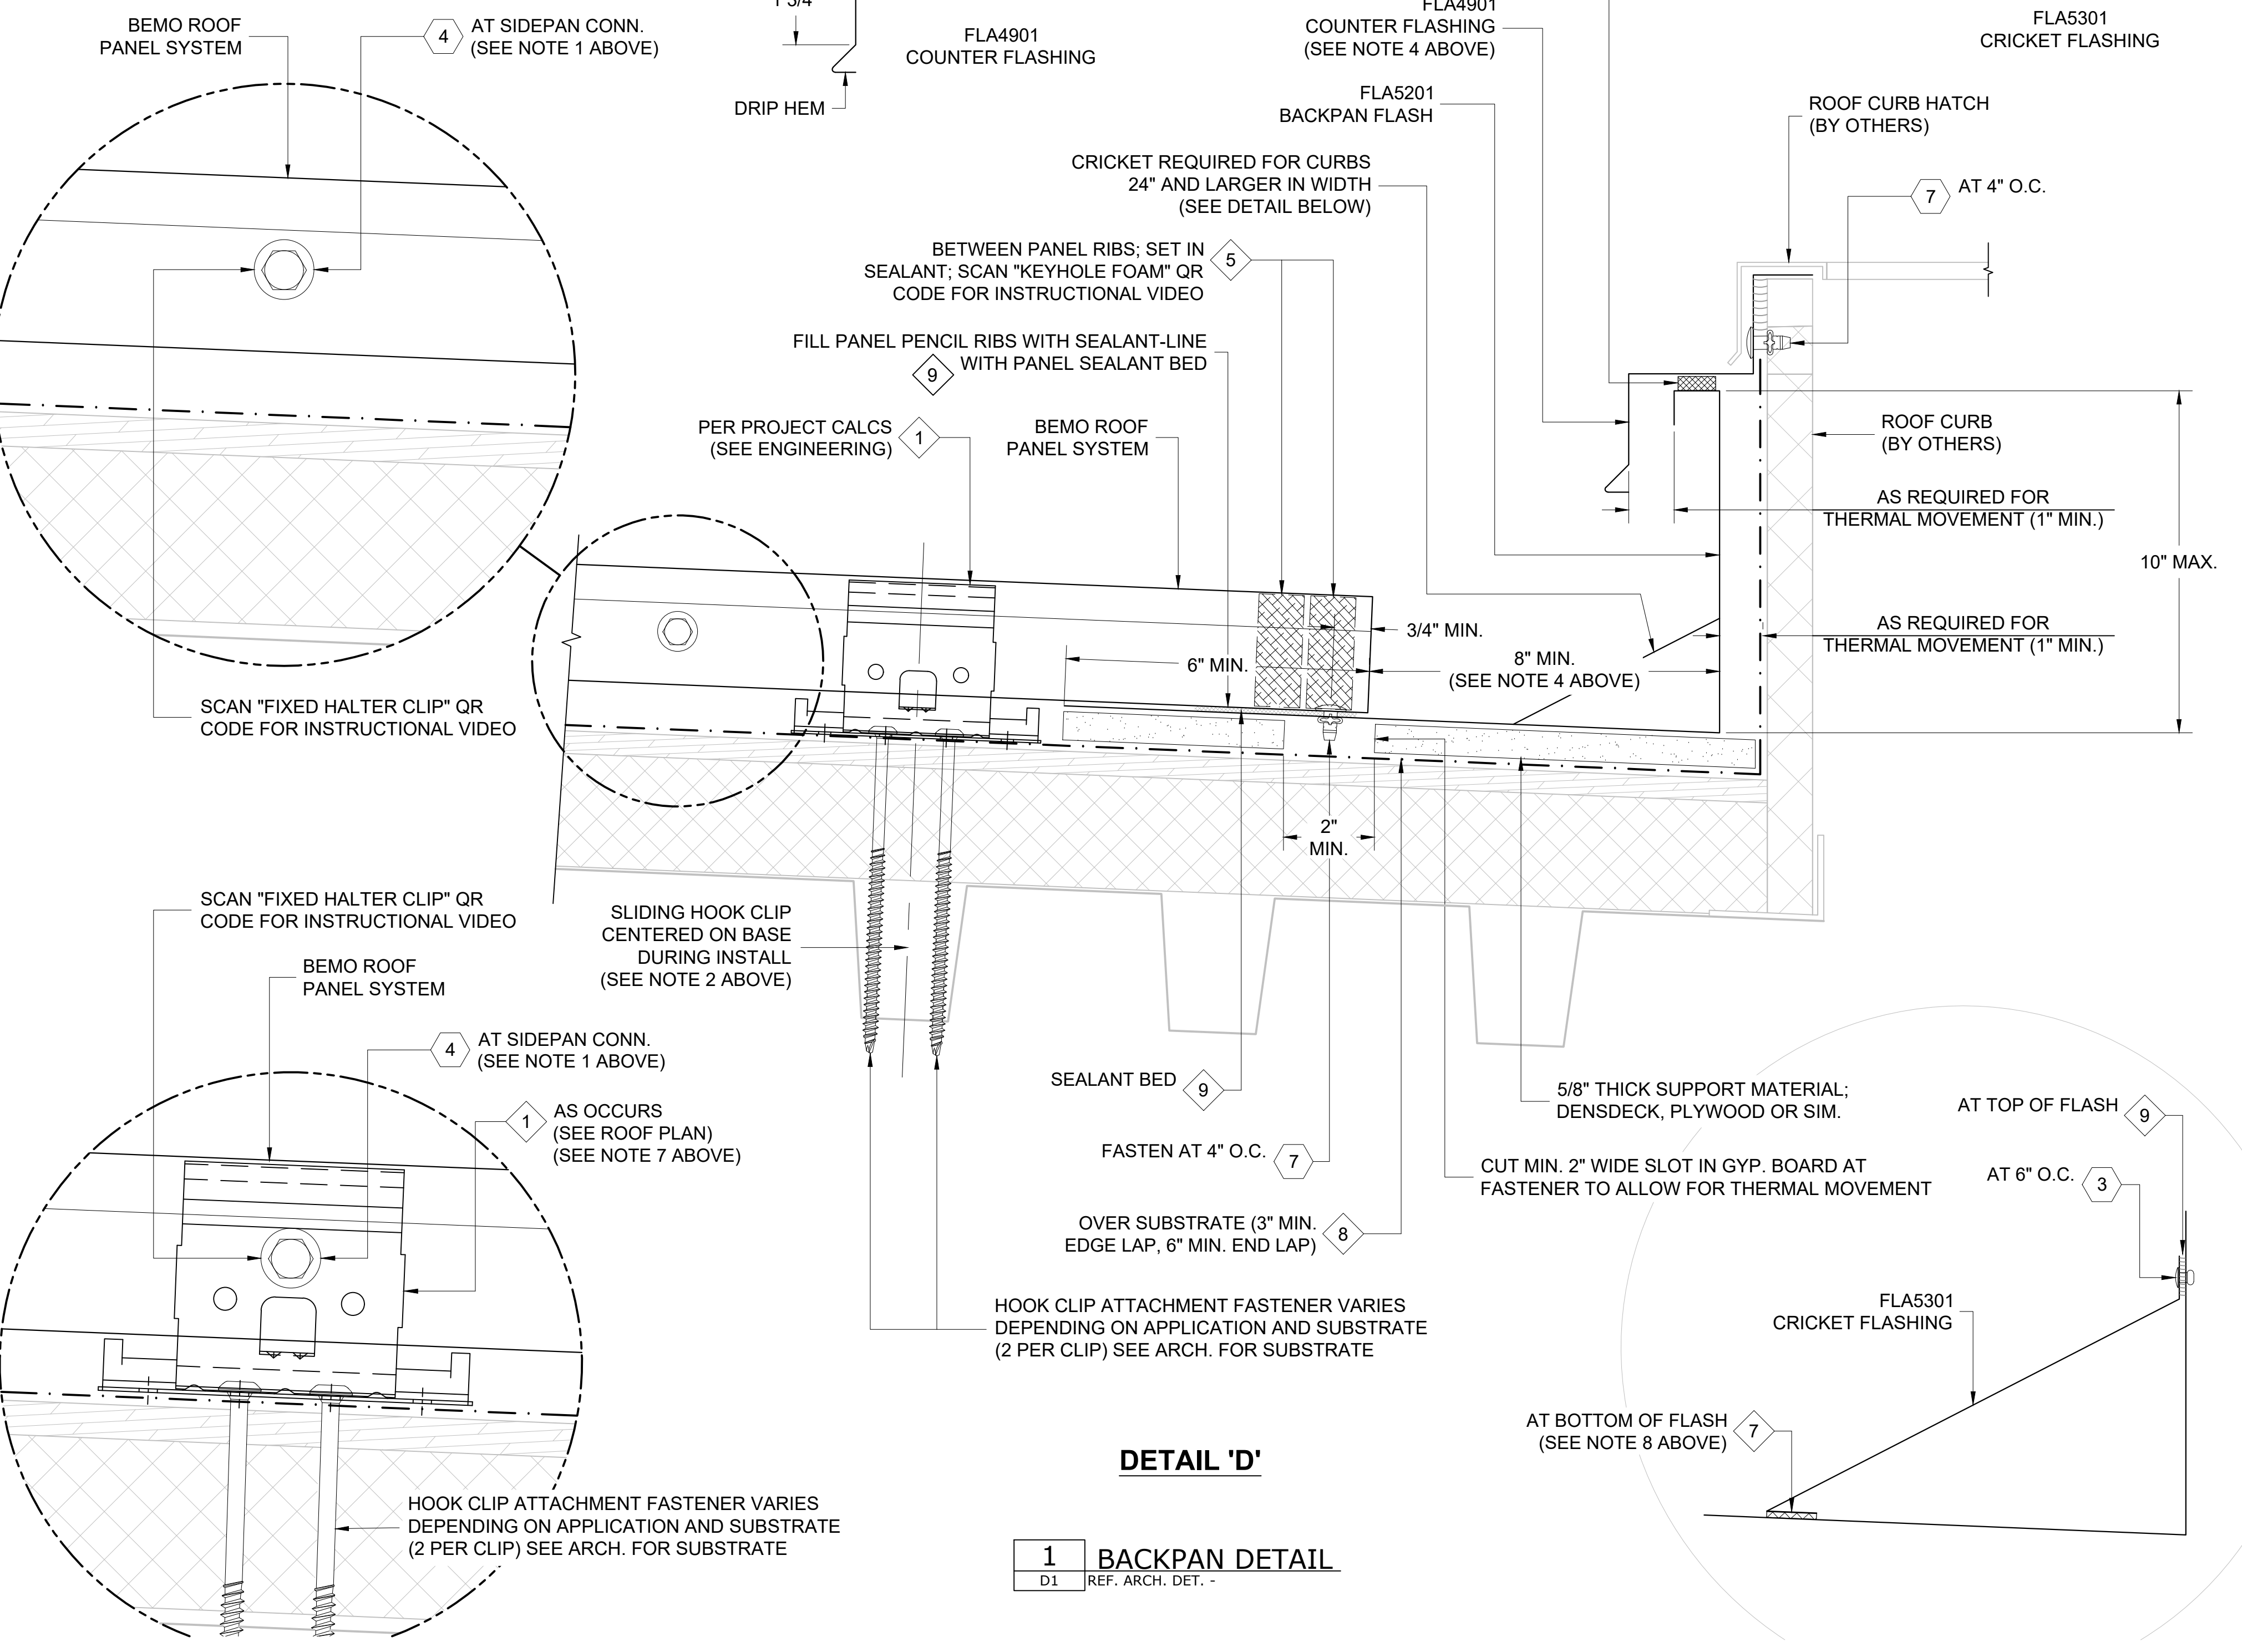 1 3/4"
BEMO ROOF
PANEL SYSTEM
4
AT SIDEPAN CONN.
(SEE NOTE 1 ABOVE)
FLA4901
COUNTER FLASHING
DRIP HEM
FLA4901
COUNTER FLASHING
(SEE NOTE 4 ABOVE)
FLA5301
CRICKET FLASHING
FLA5201
BACKPAN FLASH
ROOF CURB HATCH
(BY OTHERS)
CRICKET REQUIRED FOR CURBS
24" AND LARGER IN WIDTH
(SEE DETAIL BELOW)
7
AT 4" O.C.
BETWEEN PANEL RIBS; SET IN
SEALANT; SCAN "KEYHOLE FOAM" QR
CODE FOR INSTRUCTIONAL VIDEO
5
FILL PANEL PENCIL RIBS WITH SEALANT-LINE
WITH PANEL SEALANT BED
9
PER PROJECT CALCS
(SEE ENGINEERING)
1
BEMO ROOF
PANEL SYSTEM
ROOF CURB
(BY OTHERS)
AS REQUIRED FOR
THERMAL MOVEMENT (1" MIN.)
10" MAX.
AS REQUIRED FOR
THERMAL MOVEMENT (1" MIN.)
3/4" MIN.
6" MIN.
8" MIN.
(SEE NOTE 4 ABOVE)
SCAN "FIXED HALTER CLIP" QR
CODE FOR INSTRUCTIONAL VIDEO
2"
MIN.
SCAN "FIXED HALTER CLIP" QR
CODE FOR INSTRUCTIONAL VIDEO
SLIDING HOOK CLIP
CENTERED ON BASE
DURING INSTALL
(SEE NOTE 2 ABOVE)
BEMO ROOF
PANEL SYSTEM
4
AT SIDEPAN CONN.
(SEE NOTE 1 ABOVE)
1
AS OCCURS
(SEE ROOF PLAN)
(SEE NOTE 7 ABOVE)
SEALANT BED
9
5/8" THICK SUPPORT MATERIAL;
DENSDECK, PLYWOOD OR SIM.
AT TOP OF FLASH
9
FASTEN AT 4" O.C.
7
CUT MIN. 2" WIDE SLOT IN GYP. BOARD AT
FASTENER TO ALLOW FOR THERMAL MOVEMENT
AT 6" O.C.
3
OVER SUBSTRATE (3" MIN.
EDGE LAP, 6" MIN. END LAP)
8
HOOK CLIP ATTACHMENT FASTENER VARIES
DEPENDING ON APPLICATION AND SUBSTRATE
(2 PER CLIP) SEE ARCH. FOR SUBSTRATE
FLA5301
CRICKET FLASHING
AT BOTTOM OF FLASH
(SEE NOTE 8 ABOVE)
7
DETAIL 'D'
HOOK CLIP ATTACHMENT FASTENER VARIES
DEPENDING ON APPLICATION AND SUBSTRATE
(2 PER CLIP) SEE ARCH. FOR SUBSTRATE
1
BACKPAN DETAIL
D1
REF. ARCH. DET. -